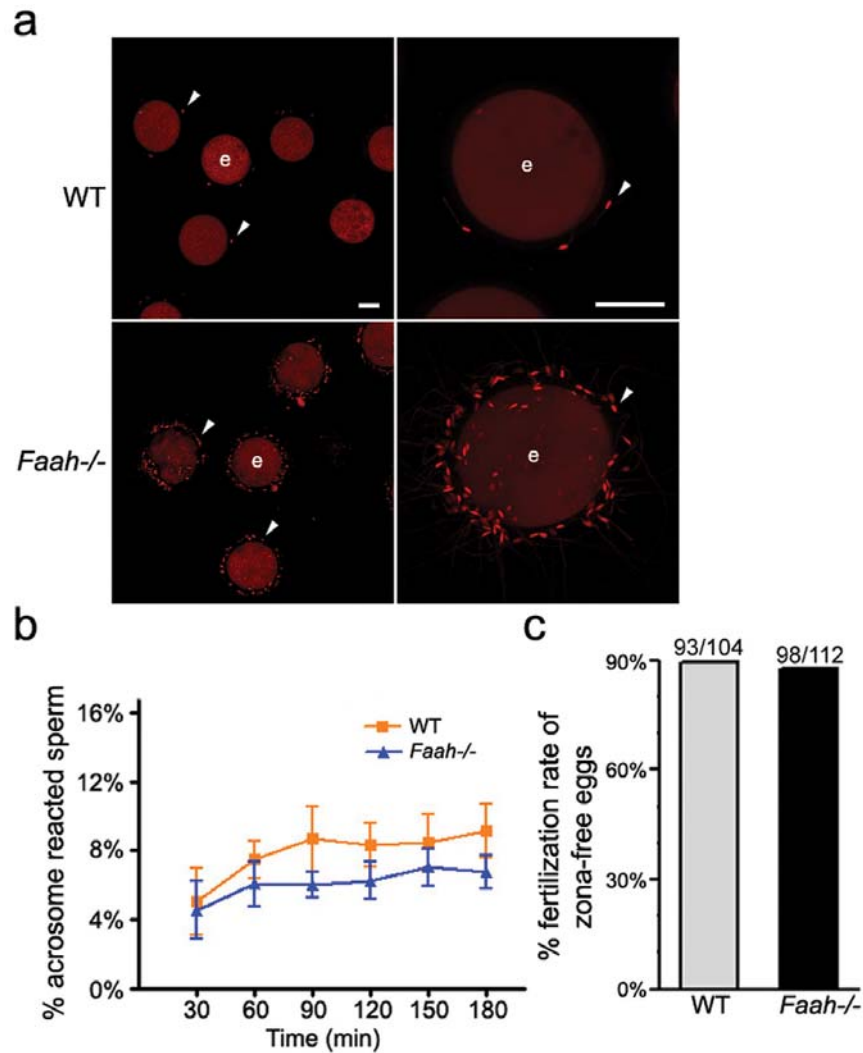 a
WT
e
e
Faah-/-
e
e
b
% acrosome reacted sperm
16%
12%
8%
4%
0%
WT
Faah-/-
30 60 90 120 150 180
Time (min)
c
% fertilization rate of
zona-free eggs
93/104 98/112
90%
60%
30%
0%
WT Faah-/-